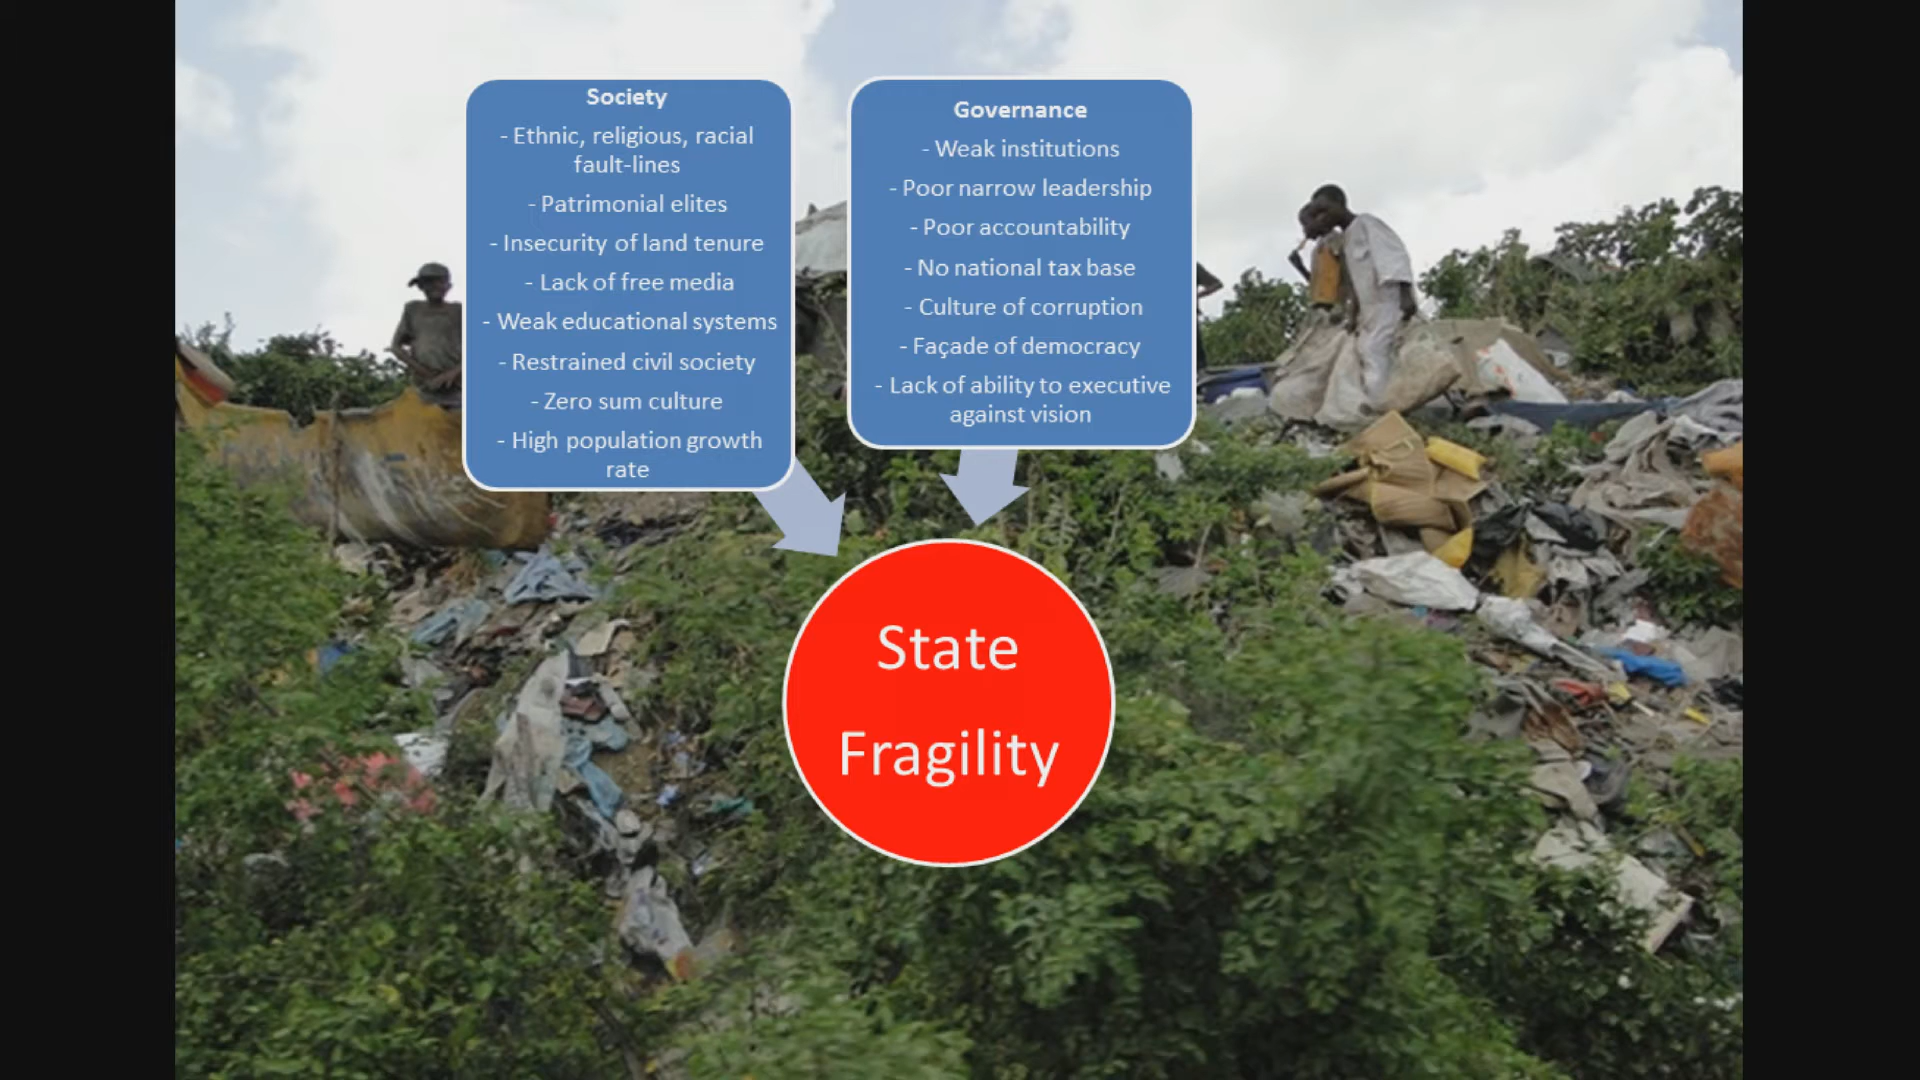 Society
- Ethnic, religious, racial
fault-lines
- Patrimonial elites
- Insecurity of land tenure
- Lack of free media
- Weak educational systems
- Restrained civil society
- Zero sum culture
- High population growth
rate
Governance
- Weak institutions
- Poor narrow leadership
- Poor accountability
- No national tax base
- Culture of corruption
- Façade of democracy
- Lack of ability to executive
against vision
State
Fragility